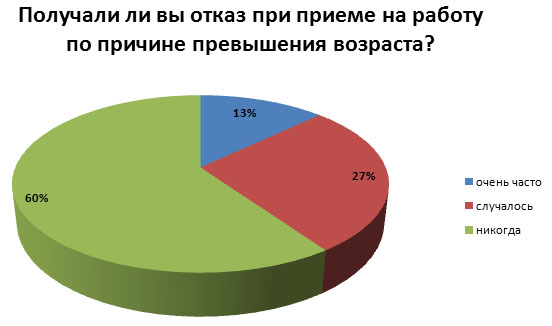 Получали ли вы отказ при приеме на работу
по причине превышения возраста?
13%
27%
60%
очень часто
случалось
никогда